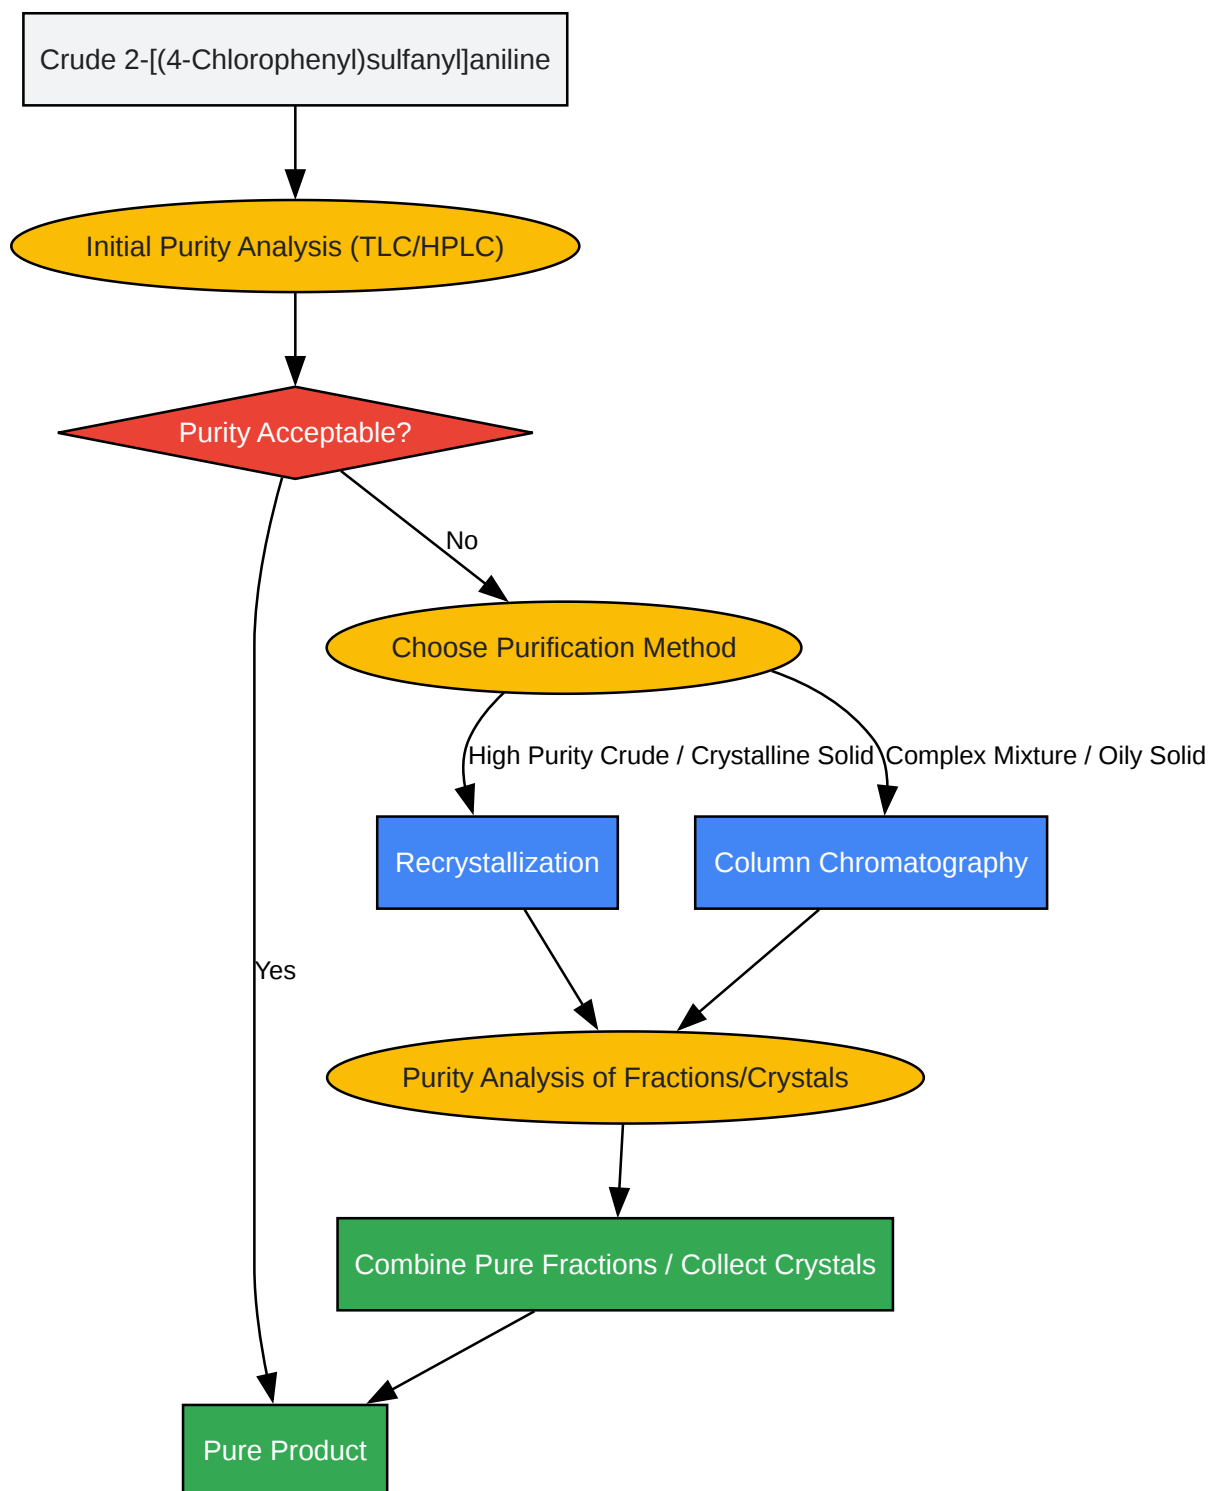 Crude 2-[(4-Chlorophenyl)sulfanyl]aniline
Initial Purity Analysis (TLC/HPLC)
Purity Acceptable?
No
Choose Purification Method
High Purity Crude / Crystalline Solid
Complex Mixture / Oily Solid
Recrystallization
Column Chromatography
Yes
Purity Analysis of Fractions/Crystals
Combine Pure Fractions / Collect Crystals
Pure Product